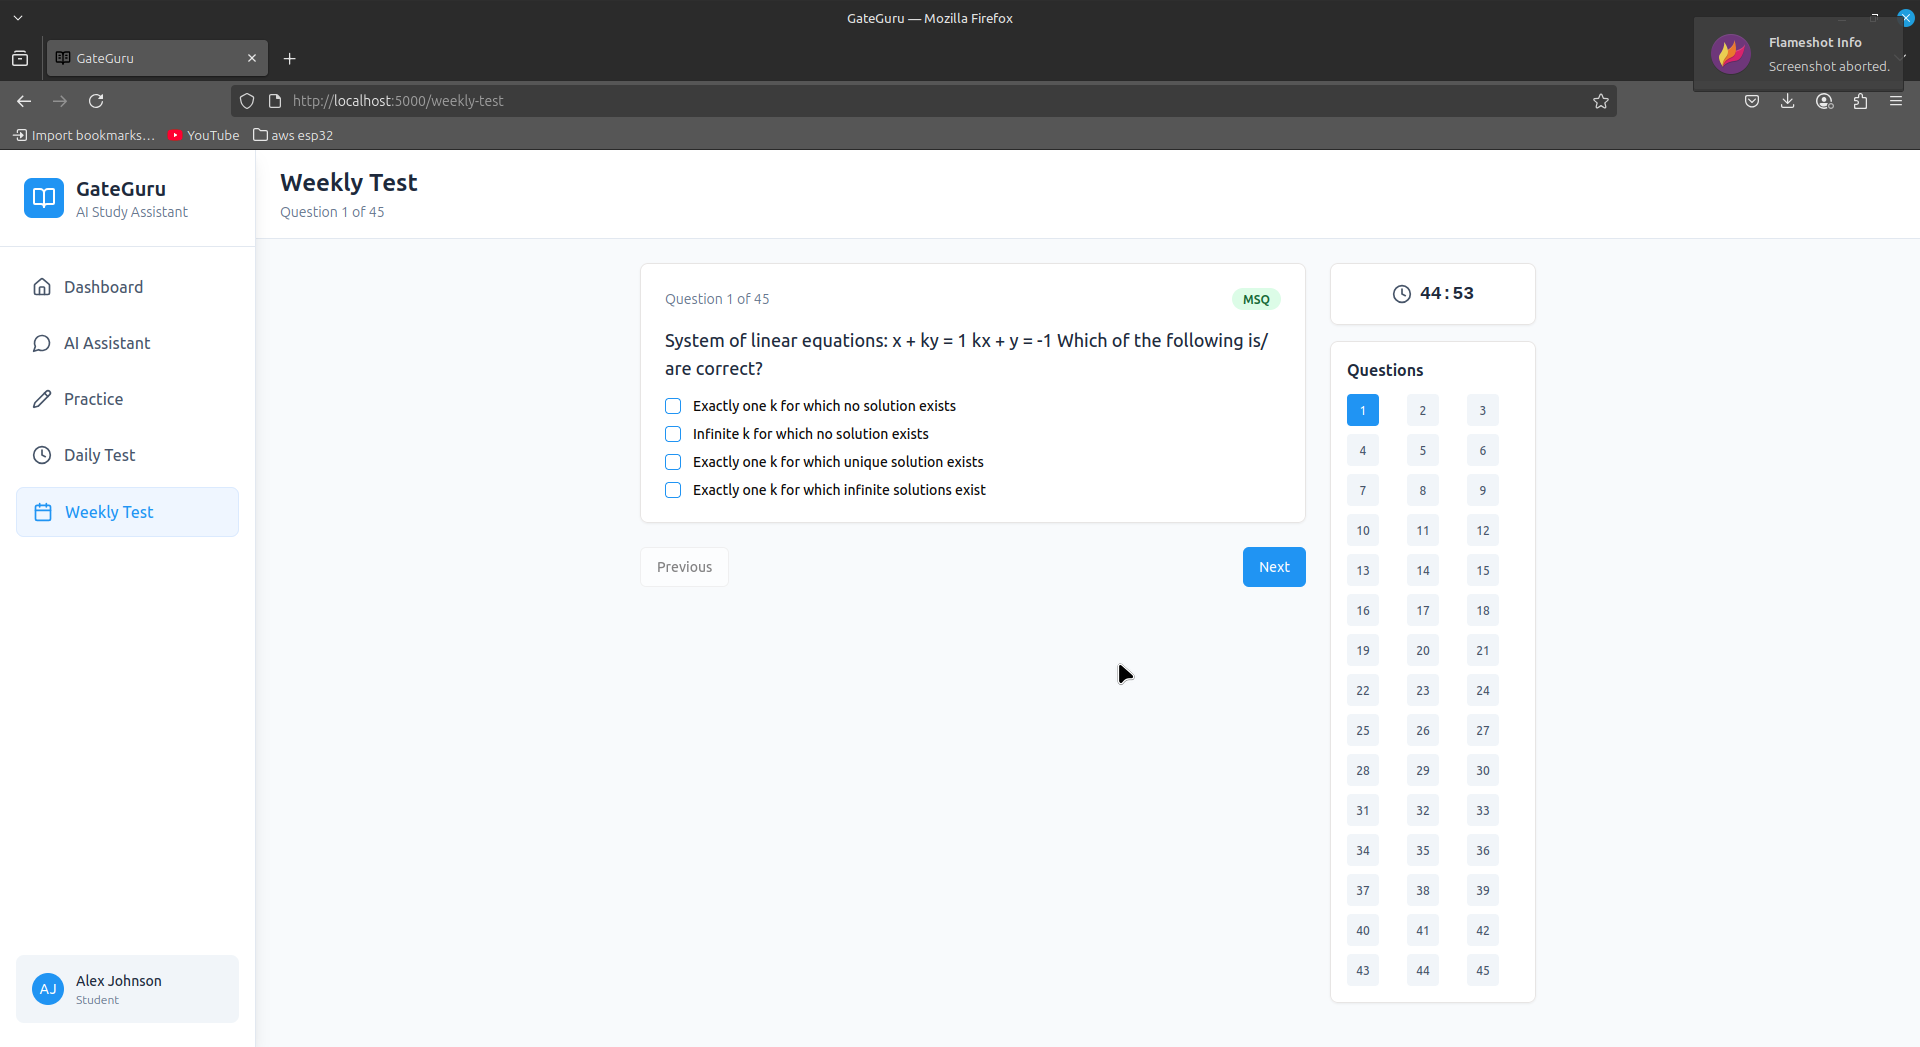 GateGuru — Mozilla Firefox
GateGuru
Flameshot Info
Screenshot aborted.
http://localhost:5000/weekly-test
Import bookmarks...
YouTube
aws esp32
GateGuru
AI Study Assistant
Dashboard
AI Assistant
Practice
Daily Test
Weekly Test
AJ
Alex Johnson
Student
Weekly Test
Question 1 of 45
Question 1 of 45
MSQ
System of linear equations: x + ky = 1 kx + y = -1 Which of the following is/
are correct?
Exactly one k for which no solution exists
Infinite k for which no solution exists
Exactly one k for which unique solution exists
Exactly one k for which infinite solutions exist
Previous
Next
44:53
Questions
1 2 3
4 5 6
7 8 9
10 11 12
13 14 15
16 17 18
19 20 21
22 23 24
25 26 27
28 29 30
31 32 33
34 35 36
37 38 39
40 41 42
43 44 45